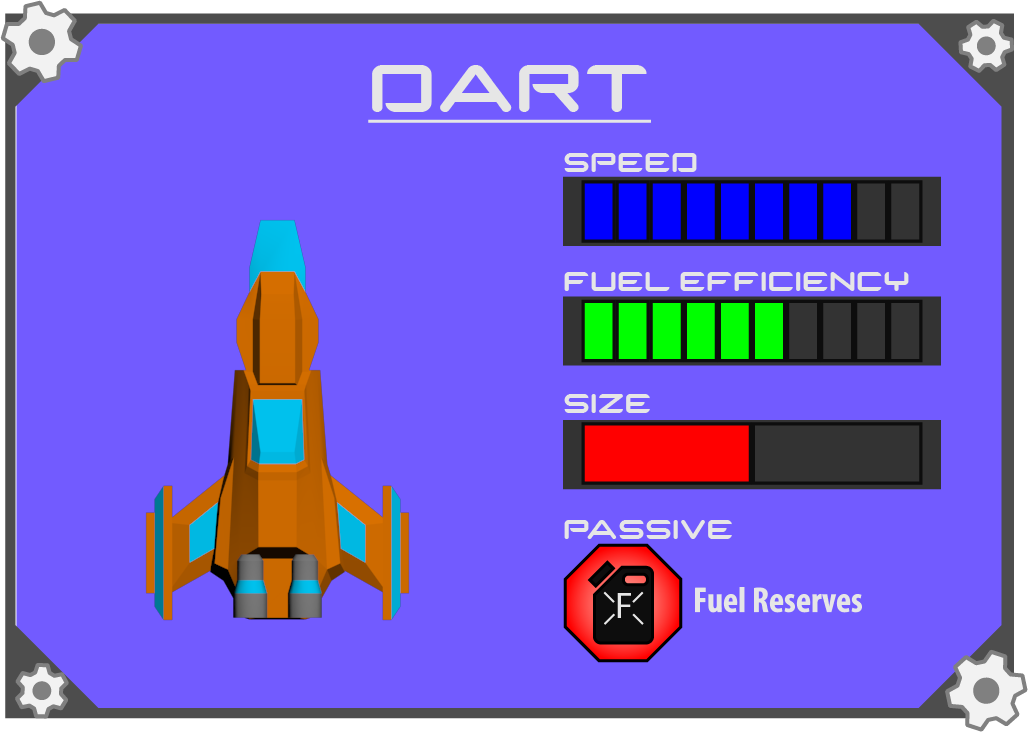 DART
SPEED
FUEL EFFICIENCY
SIZE
PASSIVE
F
Fuel Reserves